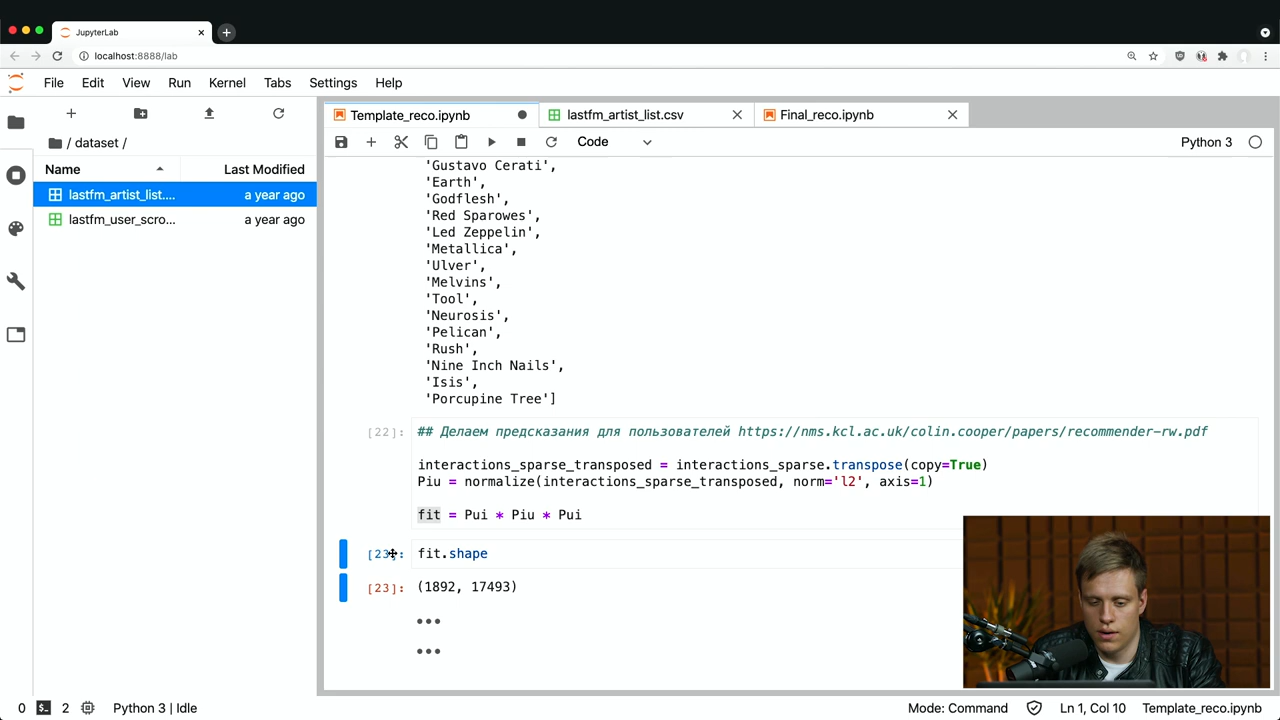 JupyterLab
localhost:8888/lab
File Edit View Run Kernel Tabs Settings Help
Template_reco.ipynb
lastfm_artist_list.csv
Final_reco.ipynb
/ dataset /
Code
Python 3
Name
Last Modified
lastfm_artist_list....
a year ago
lastfm_user_scro...
a year ago
'Gustavo Cerati',
'Earth',
'Godflesh',
'Red Sparowes',
'Led Zeppelin',
'Metallica',
'Ulver',
'Melvins',
'Tool',
'Neurosis',
'Pelican',
'Rush',
'Nine Inch Nails',
'Isis',
'Porcupine Tree']
[22]:
## Делаем предсказания для пользователей https://nms.kcl.ac.uk/colin.cooper/papers/recommender-rw.pdf
interactions_sparse_transposed = interactions_sparse.transpose(copy=True)
Piu = normalize(interactions_sparse_transposed, norm='l2', axis=1)
fit = Pui * Piu * Pui
[23]:
fit.shape
[23]:
(1892, 17493)
0
2
Python 3 | Idle
Mode: Command
Ln 1, Col 10
Template_reco.ipynb